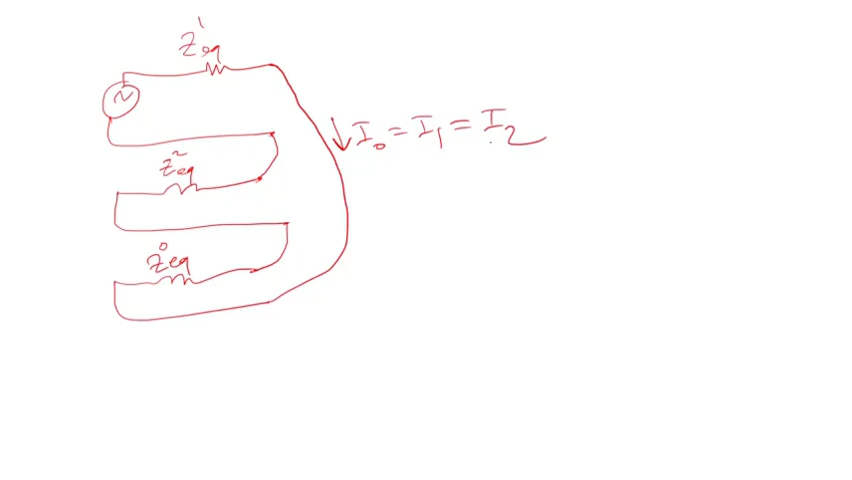 Z¹eq
I₀ = I₁ = I₂
Z²eq
Z⁰eq